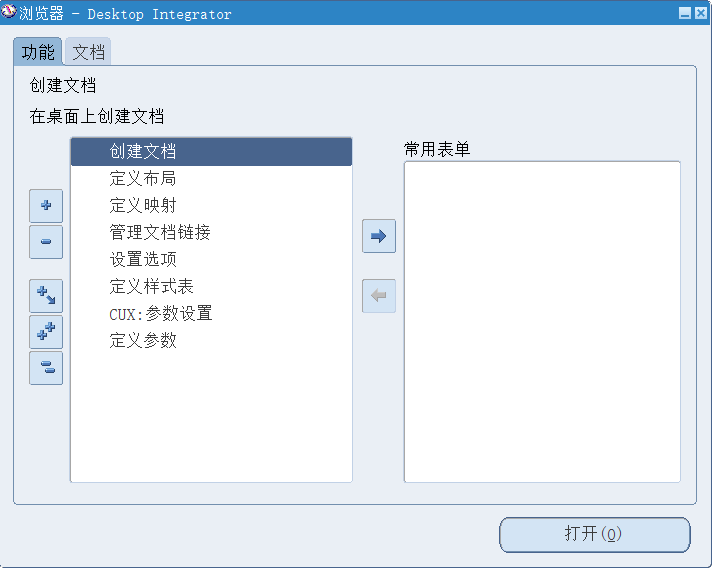 浏览器 - Desktop Integrator
功能
文档
创建文档
在桌面上创建文档
创建文档
定义布局
定义映射
管理文档链接
设置选项
定义样式表
CUX:参数设置
定义参数
常用表单
打开(O)